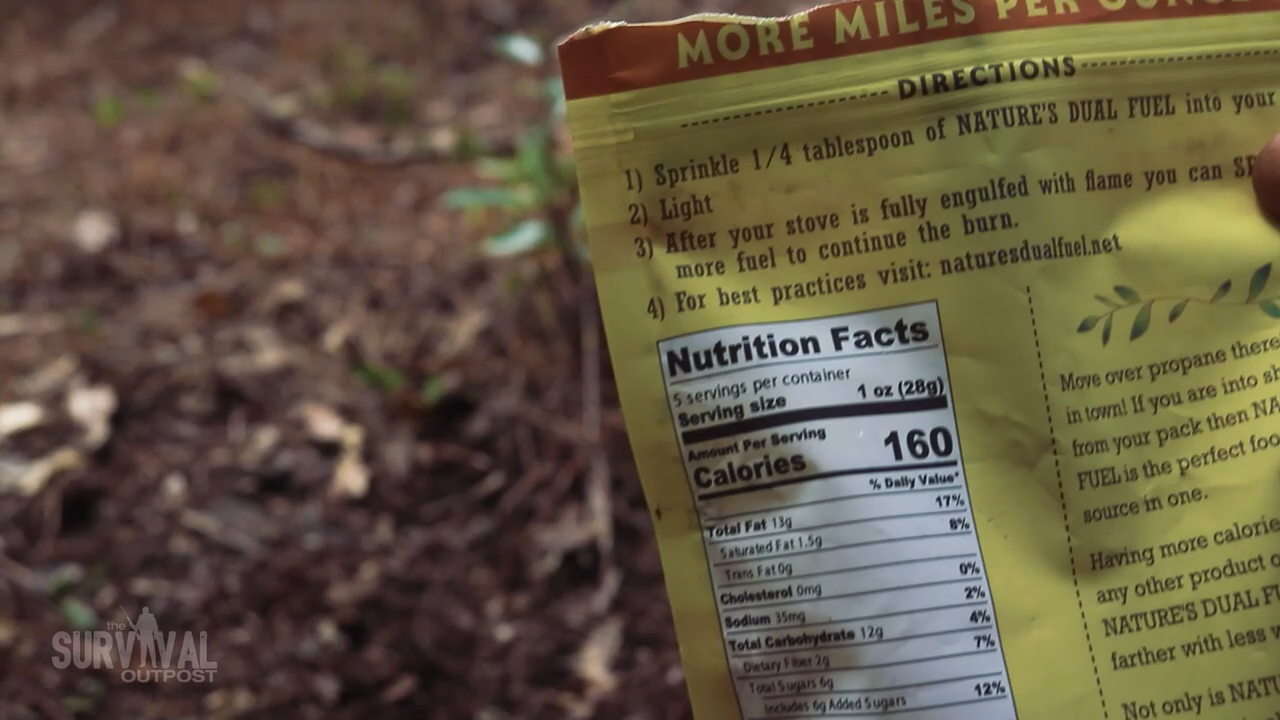 MORE MILES PER OUNCE
DIRECTIONS
1) Sprinkle 1/4 tablespoon of NATURE'S DUAL FUEL into your
2) Light
3) After your stove is fully engulfed with flame you can
more fuel to continue the burn.
4) For best practices visit: naturesdualfuel.net
Nutrition Facts
5 servings per container
Serving size 1 oz (28g)
Amount Per Serving
Calories 160
% Daily Value*
Total Fat 13g 17%
Saturated Fat 1.5g 8%
Trans Fat 0g
Cholesterol 0mg 0%
Sodium 35mg 2%
Total Carbohydrate 12g 4%
Dietary Fiber 2g 7%
Total Sugars 6g
Includes 6g Added Sugars 12%
Move over propane there
in town! If you are into
from your pack then
FUEL is the perfect
source in one.
Having more
any other product
NATURE'S DUAL
farther with less
Not only is
the
SURVIVAL
OUTPOST